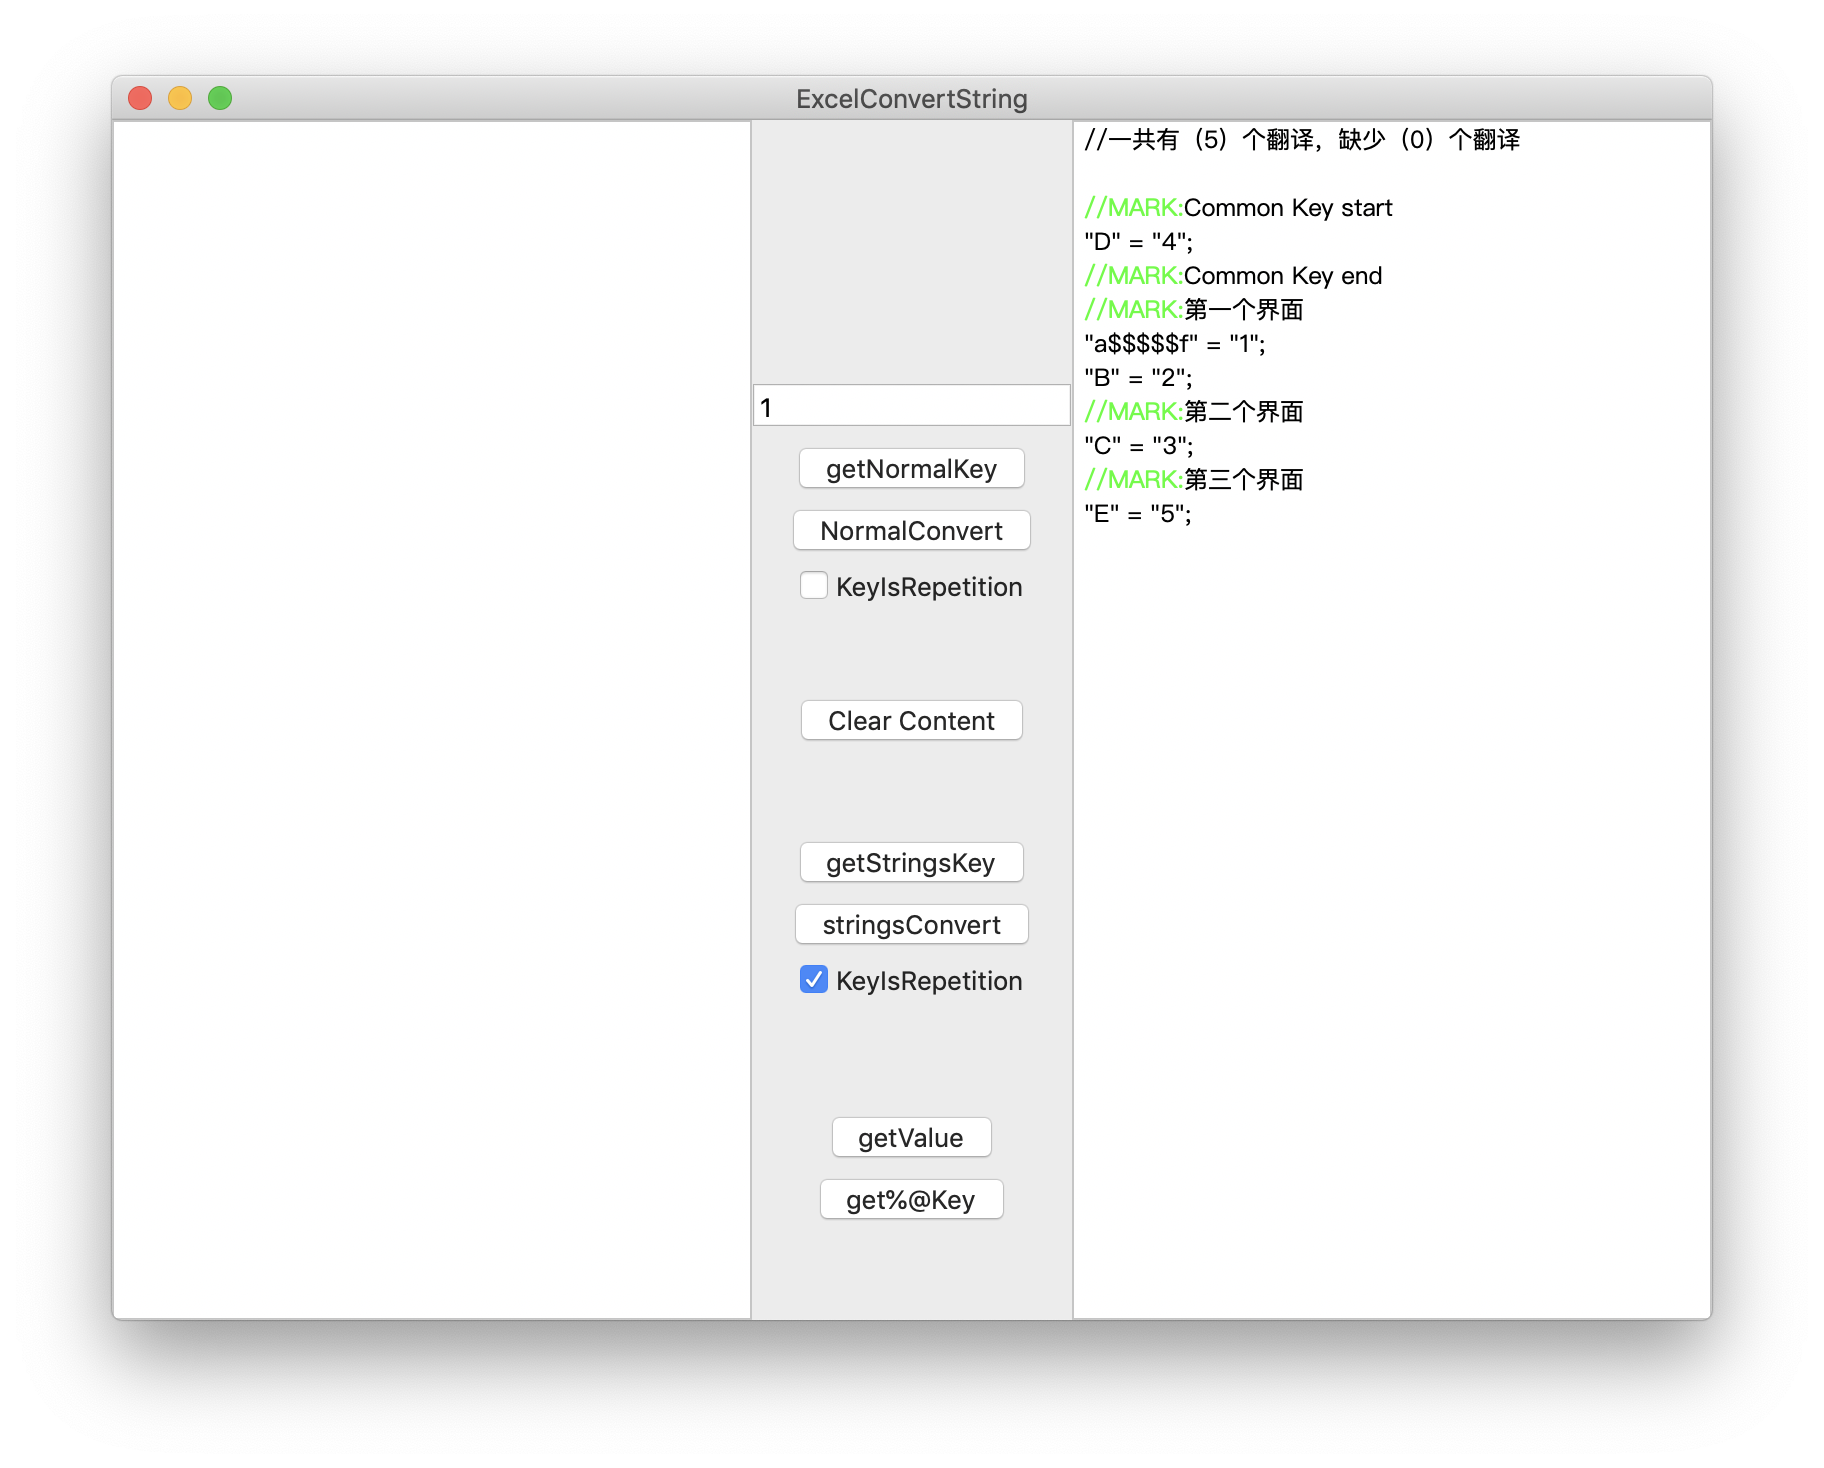 ExcelConvertString
1
getNormalKey
NormalConvert
KeyIsRepetition
Clear Content
getStringsKey
stringsConvert
KeyIsRepetition
getValue
get%@Key
//一共有（5）个翻译，缺少（0）个翻译
//MARK:Common Key start
"D" = "4";
//MARK:Common Key end
//MARK:第一个界面
"a$$$$$f" = "1";
"B" = "2";
//MARK:第二个界面
"C" = "3";
//MARK:第三个界面
"E" = "5";